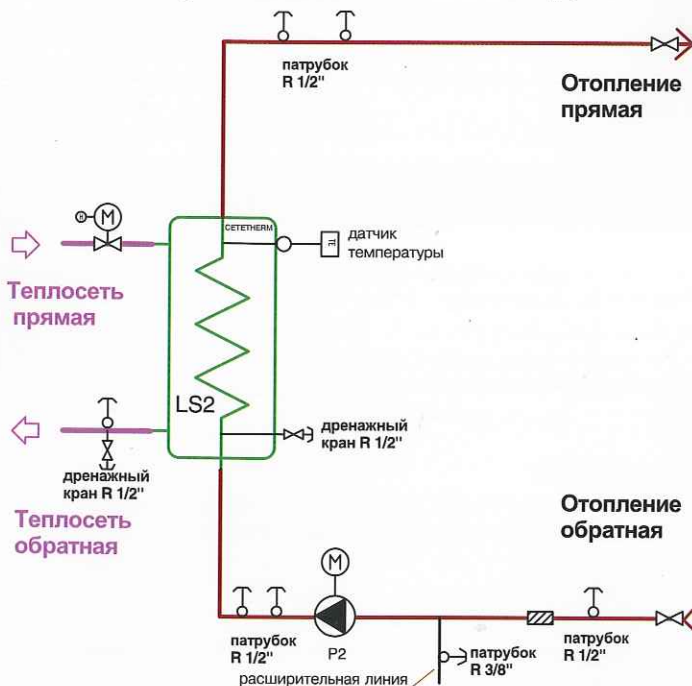 патрубок
R 1/2"
Отопление
прямая
M
CETETHERM
TE
датчик
температуры
Теплосеть
прямая
LS2
дренажный
кран R 1/2"
дренажный
кран R 1/2"
Теплосеть
обратная
Отопление
обратная
M
патрубок
R 1/2"
P2
патрубок
R 3/8"
патрубок
R 1/2"
расширительная линия